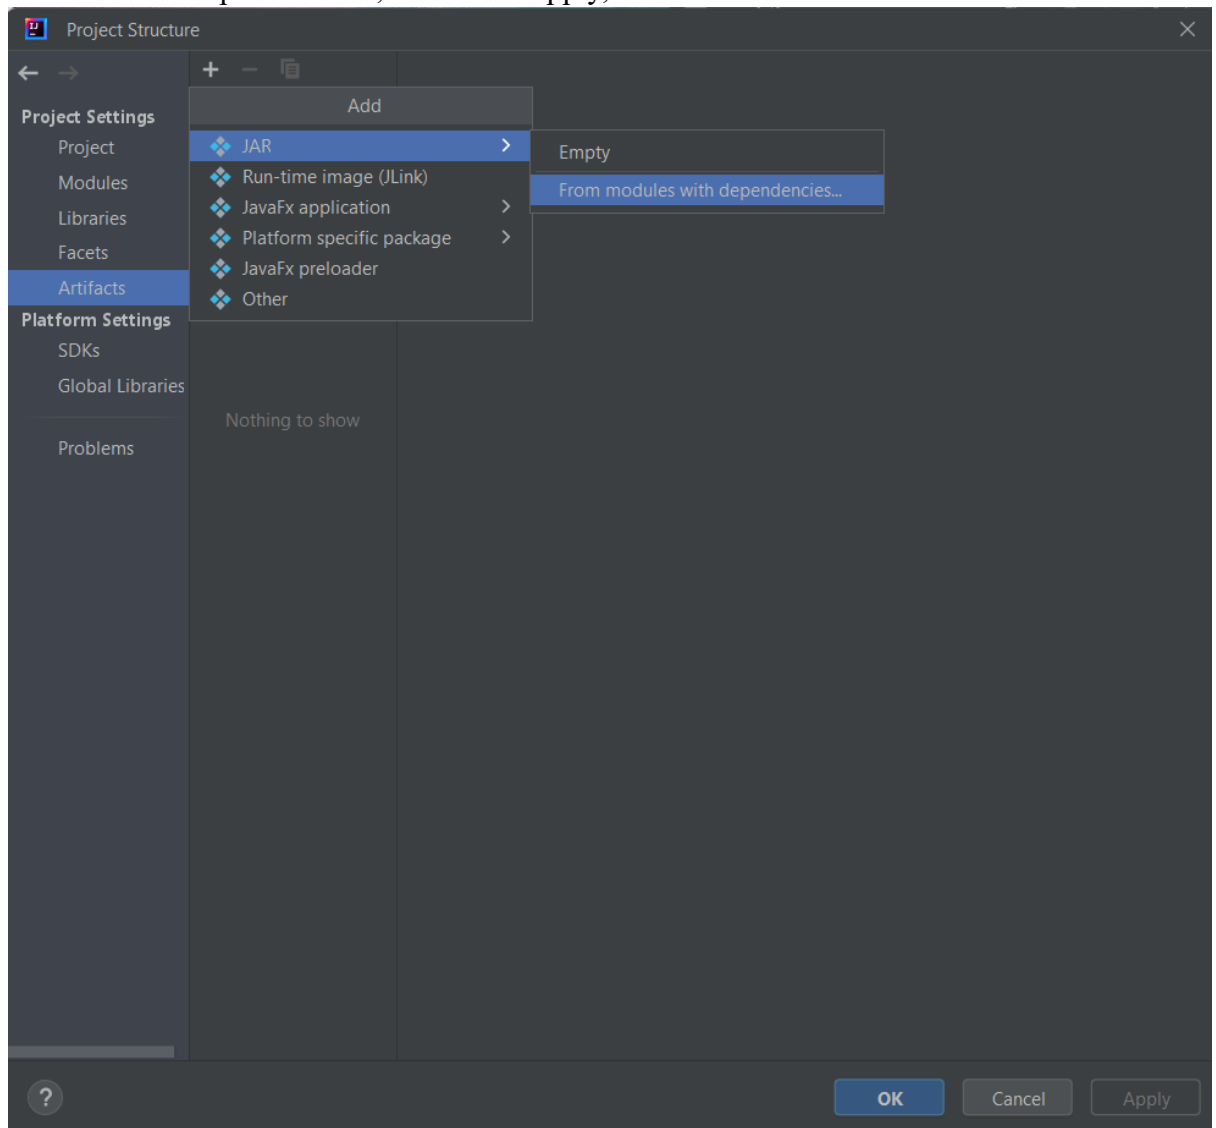 pply,
Project Structure
Project Settings
Project
Modules
Libraries
Facets
Artifacts
Platform Settings
SDKs
Global Libraries
Problems
Add
JAR
Run-time image (JLink)
JavaFx application
Platform specific package
JavaFx preloader
Other
Empty
From modules with dependencies...
Nothing to show
?
OK
Cancel
Apply